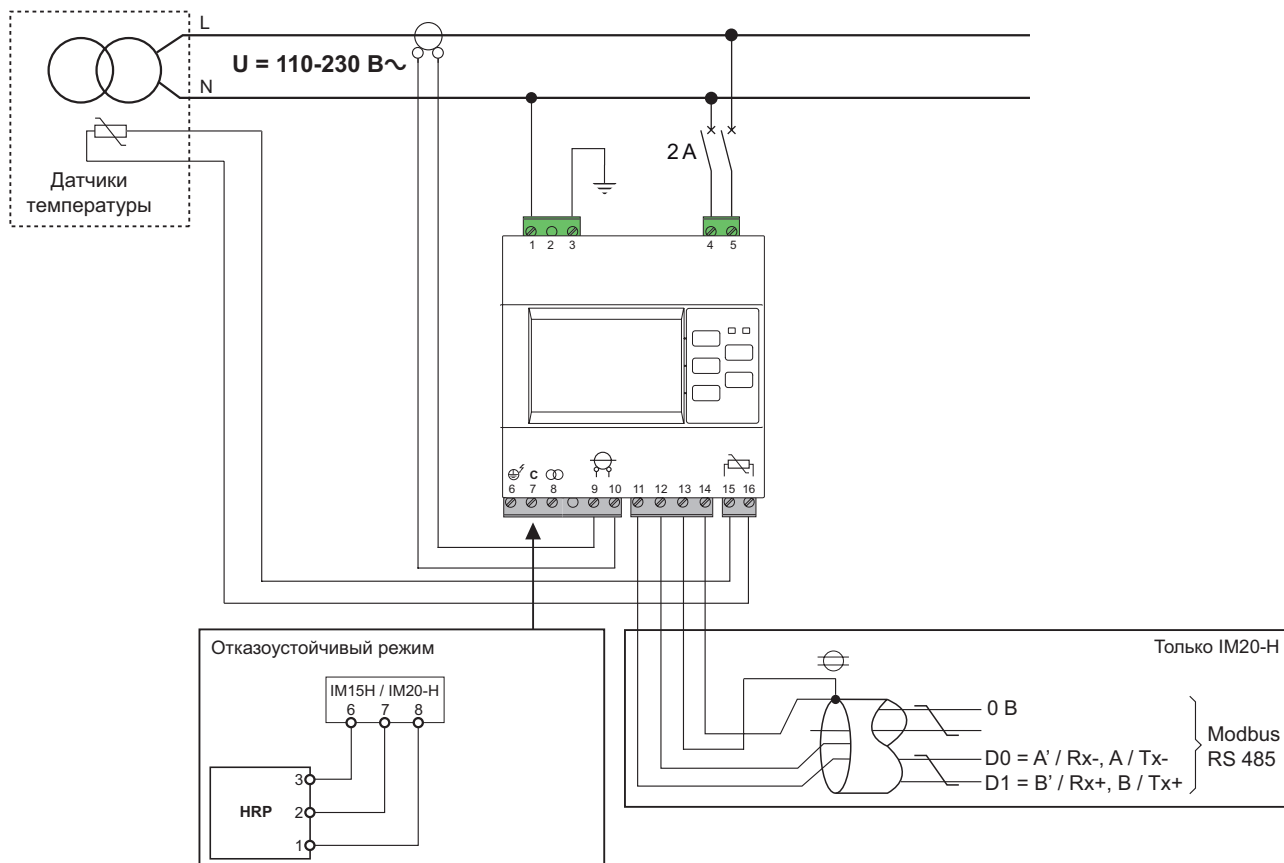 L
U = 110-230 В~
N
2 A
Датчики
температуры
1 2 3
4 5
C
6 7 8 9 10 11 12 13 14 15 16
Отказоустойчивый режим
IM15H / IM20-H
6 7 8
3
HRP
2
1
Только IM20-H
0 В
D0 = A' / Rx-, A / Tx-
D1 = B' / Rx+, B / Tx+
Modbus
RS 485